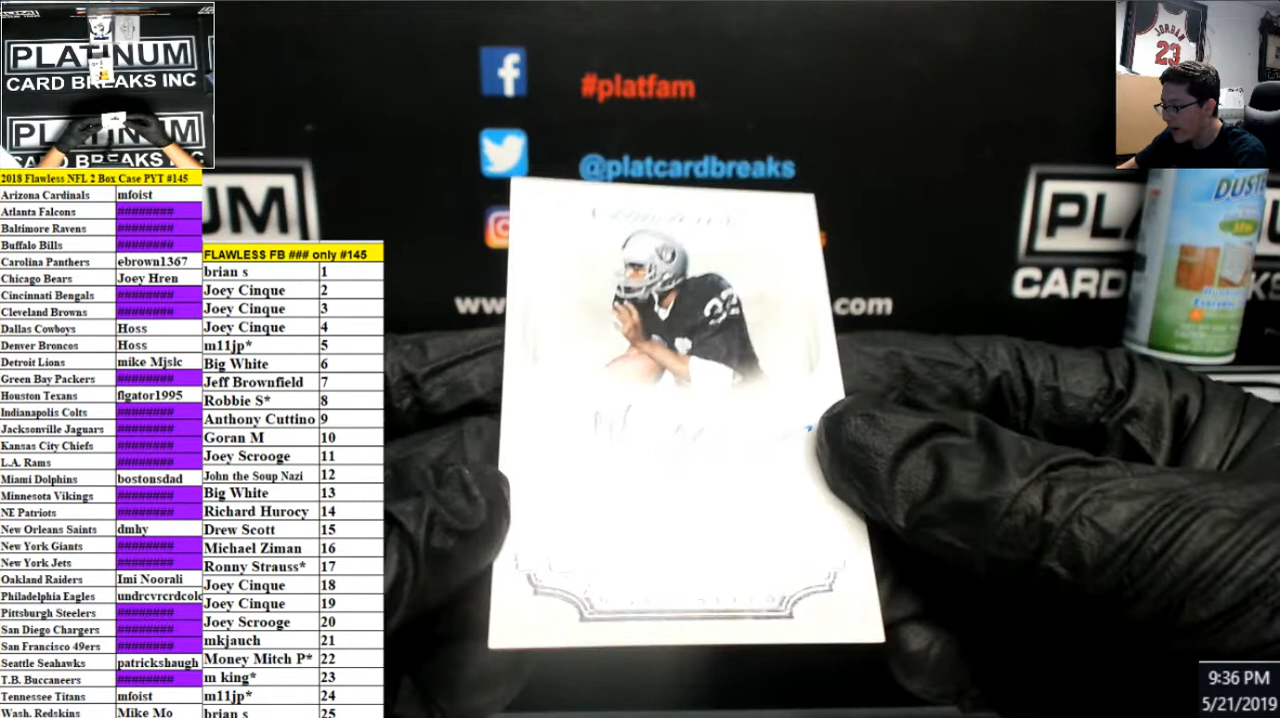 PLATINUM
CARD BREAKS INC
PLATINUM
CARD BREAKS INC
2018 Flawless NFL 2 Box Case PYT #145
Arizona Cardinals mfoist
Atlanta Falcons ########
Baltimore Ravens ########
Buffalo Bills ########
Carolina Panthers ebrown1367
Chicago Bears Joey Hren
Cincinnati Bengals ########
Cleveland Browns ########
Dallas Cowboys Hoss
Denver Broncos Hoss
Detroit Lions mike Mjslc
Green Bay Packers ########
Houston Texans flgator1995
Indianapolis Colts ########
Jacksonville Jaguars ########
Kansas City Chiefs ########
L.A. Rams ########
Miami Dolphins bostonsdad
Minnesota Vikings ########
NE Patriots ########
New Orleans Saints dmhy
New York Giants ########
New York Jets ########
Oakland Raiders Imi Noorali
Philadelphia Eagles undrcvrcrdcolc
Pittsburgh Steelers ########
San Diego Chargers ########
San Francisco 49ers ########
Seattle Seahawks patrickshaugh
T.B. Buccaneers ########
Tennessee Titans mfoist
Wash. Redskins Mike Mo
FLAWLESS FB ### only #145
brian s 1
Joey Cinque 2
Joey Cinque 3
Joey Cinque 4
m11jp* 5
Big White 6
Jeff Brownfield 7
Robbie S* 8
Anthony Cuttino 9
Goran M 10
Joey Scrooge 11
John the Soup Nazi 12
Big White 13
Richard Hurocy 14
Drew Scott 15
Michael Ziman 16
Ronny Strauss* 17
Joey Cinque 18
Joey Cinque 19
Joey Scrooge 20
mkjauch 21
Money Mitch P* 22
m king* 23
m11jp* 24
brian s 25
#platfam
@platcardbreaks
www
.com
UM
PL
CARD
DUST
JORDAN
23
9:36 PM
5/21/2019